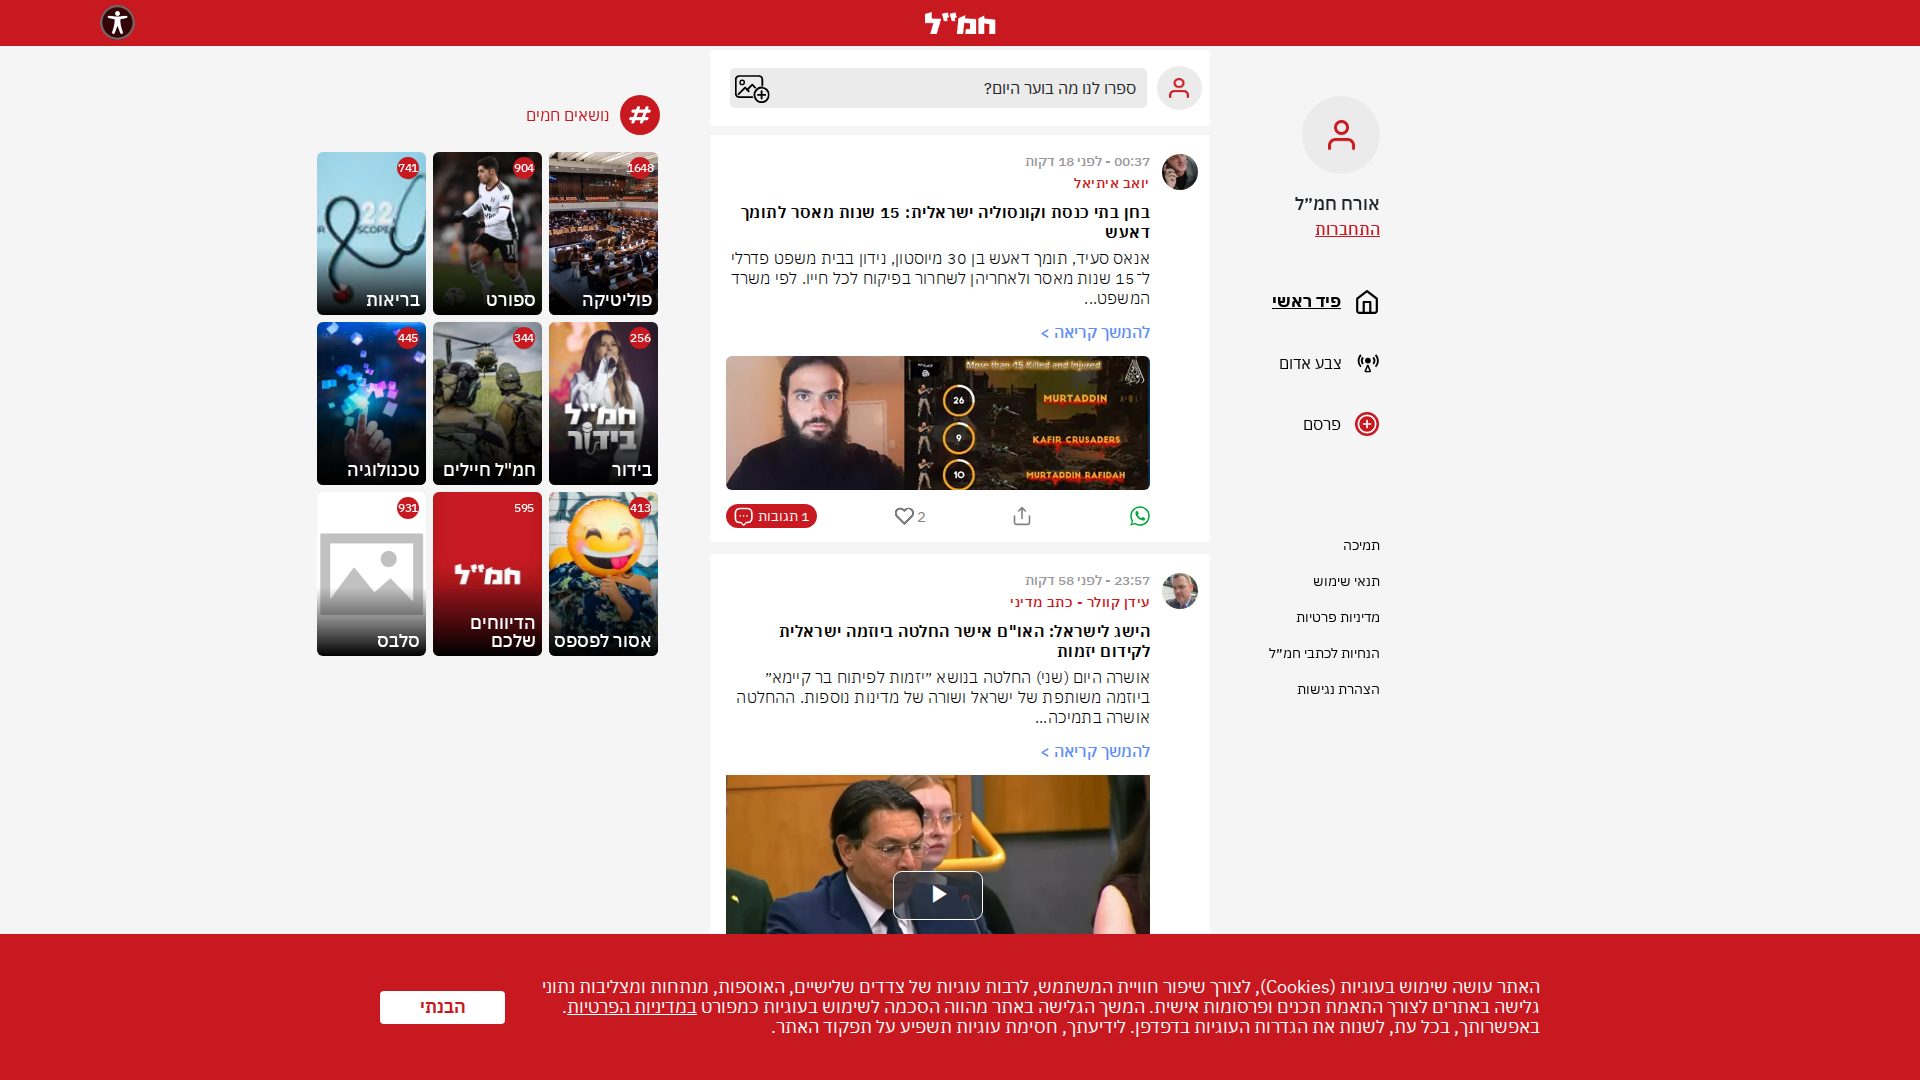 חמ״ל
אורח חמ״ל
התחברות
פיד ראשי
צבע אדום
פרסם
תמיכה
תנאי שימוש
מדיניות פרטיות
הנחיות לכתבי חמ״ל
הצהרת נגישות
ספרו לנו מה בוער היום?
00:37 - לפני 18 דקות
יואב איתיאל
בחן בתי כנסת וקונסוליה ישראלית: 15 שנות מאסר לתומך
דאעש
אנאס סעיד, תומך דאעש בן 30 מיוסטון, נידון בבית משפט פדרלי
ל־15 שנות מאסר ולאחריהן לשחרור בפיקוח לכל חייו. לפי משרד
המשפט...
להמשך קריאה >
More than 45 Killed and Injured
26
MURTADDIN
9
KAFIR CRUSADERS
10
MURTADDIN RAFIDAH
2
1 תגובות
23:57 - לפני 58 דקות
עידן קוולר - כתב מדיני
הישג לישראל: האו"ם אישר החלטה ביוזמה ישראלית
לקידום יזמות
אושרה היום (שני) החלטה בנושא ״יזמות לפיתוח בר קיימא״
ביוזמה משותפת של ישראל ושורה של מדינות נוספות. ההחלטה
אושרה בתמיכה...
להמשך קריאה >
# נושאים חמים
1648
פוליטיקה
904
ספורט
741
22
SCOPE
בריאות
256
חמ״ל
בידור
בידור
344
חמ"ל חיילים
445
טכנולוגיה
413
אסור לפספס
595
חמ״ל
הדיווחים
שלכם
931
סלבס
האתר עושה שימוש בעוגיות (Cookies), לצורך שיפור חוויית המשתמש, לרבות עוגיות של צדדים שלישיים, האוספות, מנתחות ומצליבות נתוני
גלישה באתרים לצורך התאמת תכנים ופרסומות אישית. המשך הגלישה באתר מהווה הסכמה לשימוש בעוגיות כמפורט במדיניות הפרטיות.
באפשרותך, בכל עת, לשנות את הגדרות העוגיות בדפדפן. לידיעתך, חסימת עוגיות תשפיע על תפקוד האתר.
הבנתי